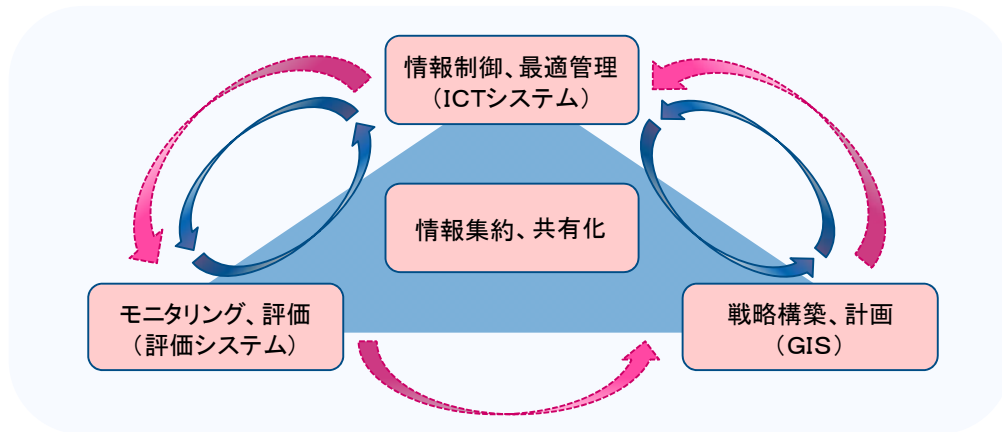 情報制御、最適管理
（ICTシステム）
情報集約、共有化
モニタリング、評価
（評価システム）
戦略構築、計画
（GIS）